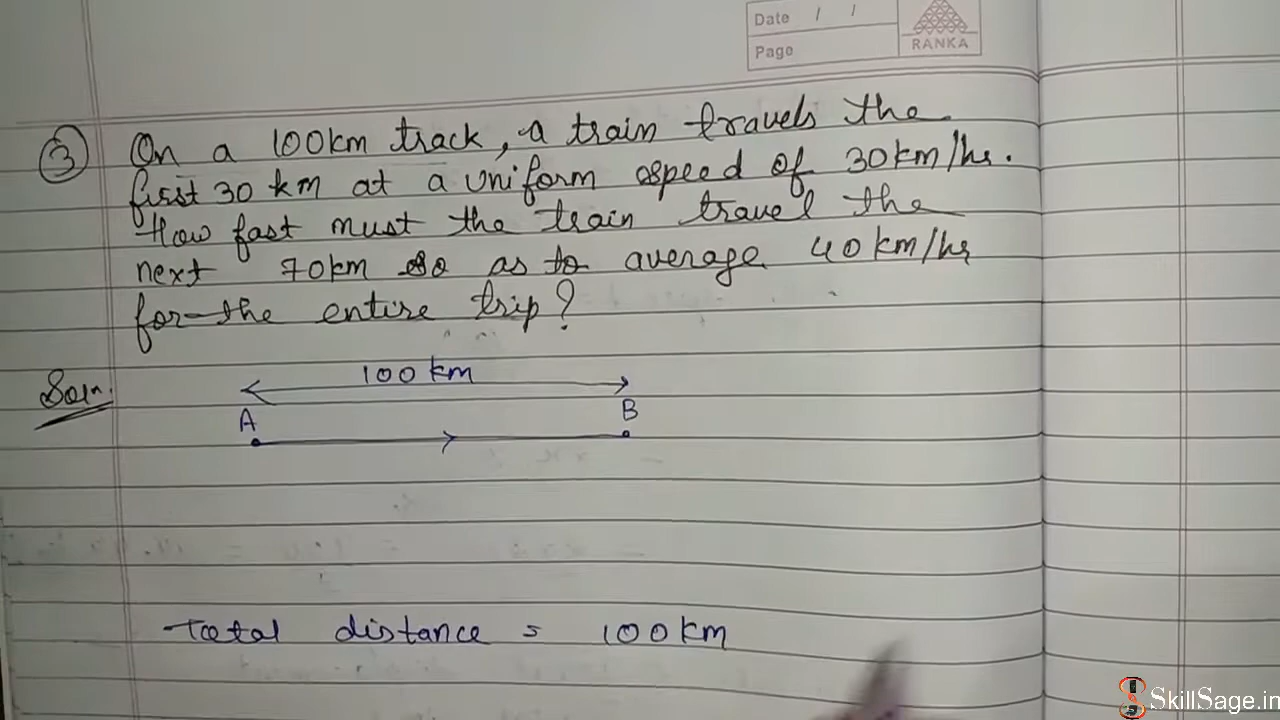 Date / /
Page
RANKA
③ On a 100km track, a train travels the
first 30 km at a uniform speed of 30km/hr.
How fast must the train travel the
next 70km so as to average 40km/hr
for the entire trip?
Soln.
100 km
A B
Total distance = 100km
SkillSage.in